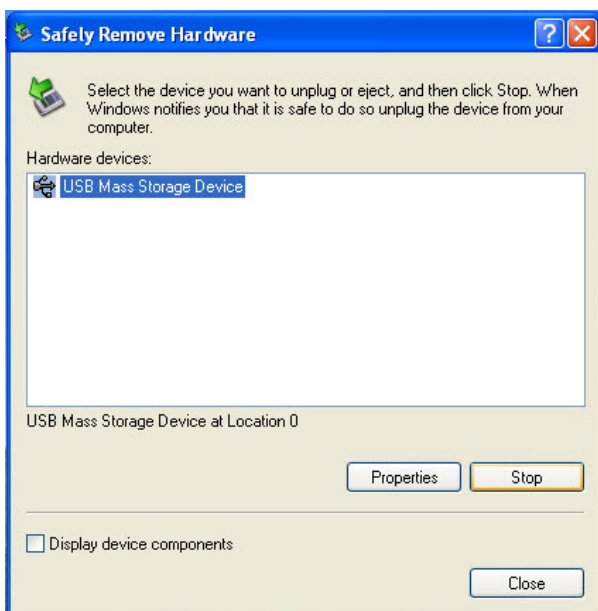 Safely Remove Hardware
Select the device you want to unplug or eject, and then click Stop. When
Windows notifies you that it is safe to do so unplug the device from your
computer.
Hardware devices:
USB Mass Storage Device
USB Mass Storage Device at Location 0
Properties Stop
Display device components
Close